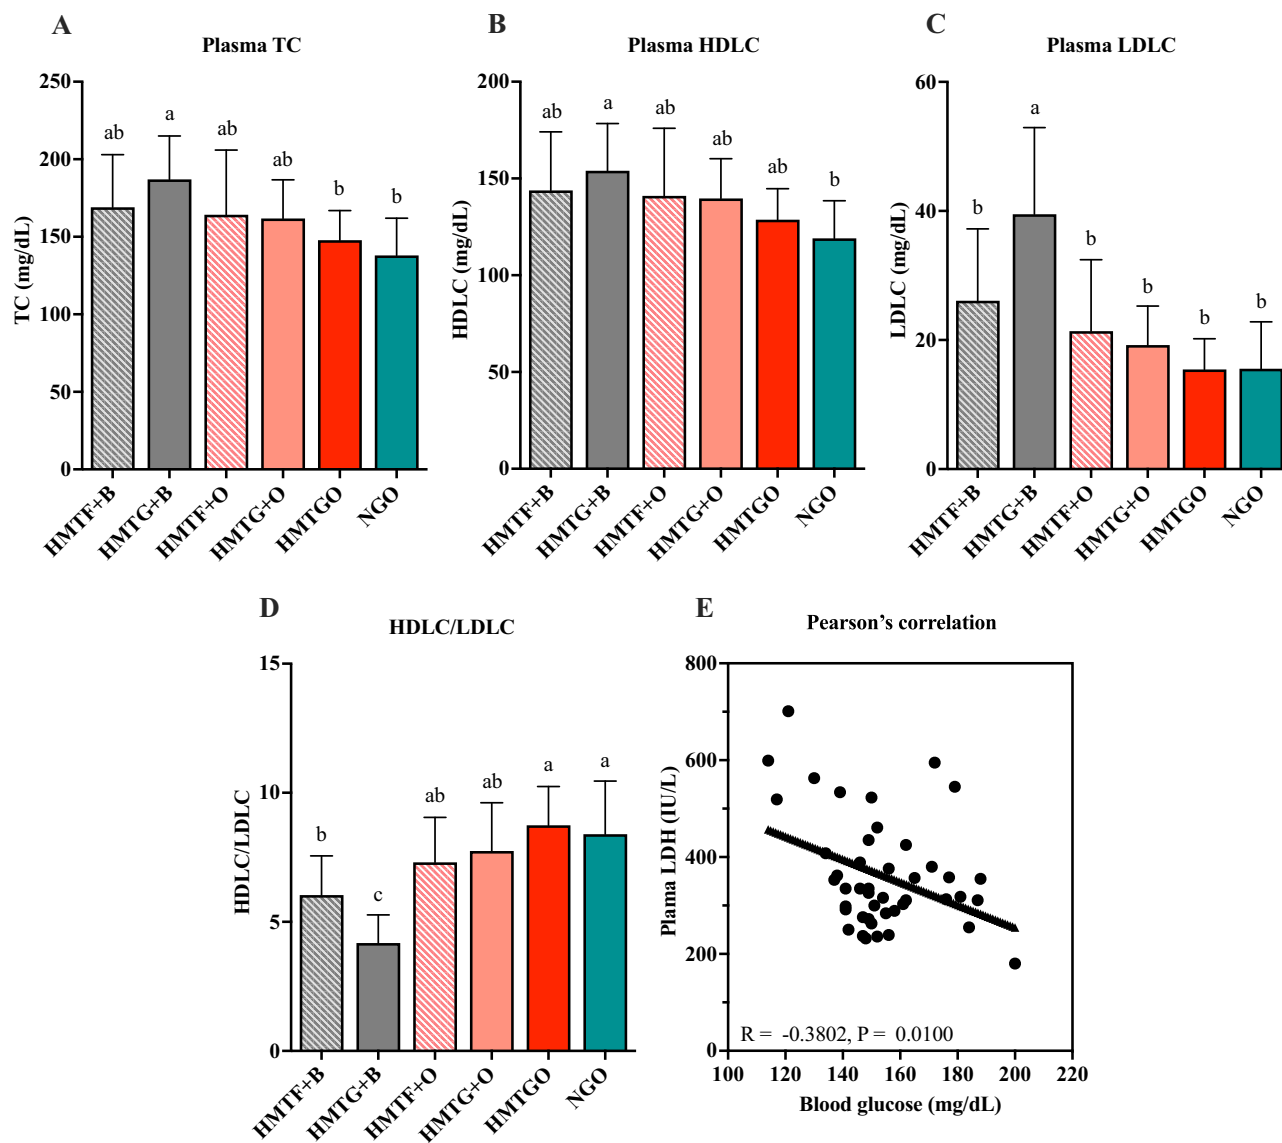 A
Plasma TC
TC (mg/dL)
250
200
150
100
50
0
ab
a
ab
ab
b
b
HMTF+B
HMTG+B
HMTF+O
HMTG+O
HMTGO
NGO
B
Plasma HDLC
HDLC (mg/dL)
200
150
100
50
0
ab
a
ab
ab
ab
b
HMTF+B
HMTG+B
HMTF+O
HMTG+O
HMTGO
NGO
C
Plasma LDLC
LDLC (mg/dL)
60
40
20
0
b
a
b
b
b
b
HMTF+B
HMTG+B
HMTF+O
HMTG+O
HMTGO
NGO
D
HDLC/LDLC
HDLC/LDLC
15
10
5
0
b
c
ab
ab
a
a
HMTF+B
HMTG+B
HMTF+O
HMTG+O
HMTGO
NGO
E
Pearson’s correlation
Plama LDH (IU/L)
800
600
400
200
0
R = -0.3802, P = 0.0100
100 120 140 160 180 200 220
Blood glucose (mg/dL)